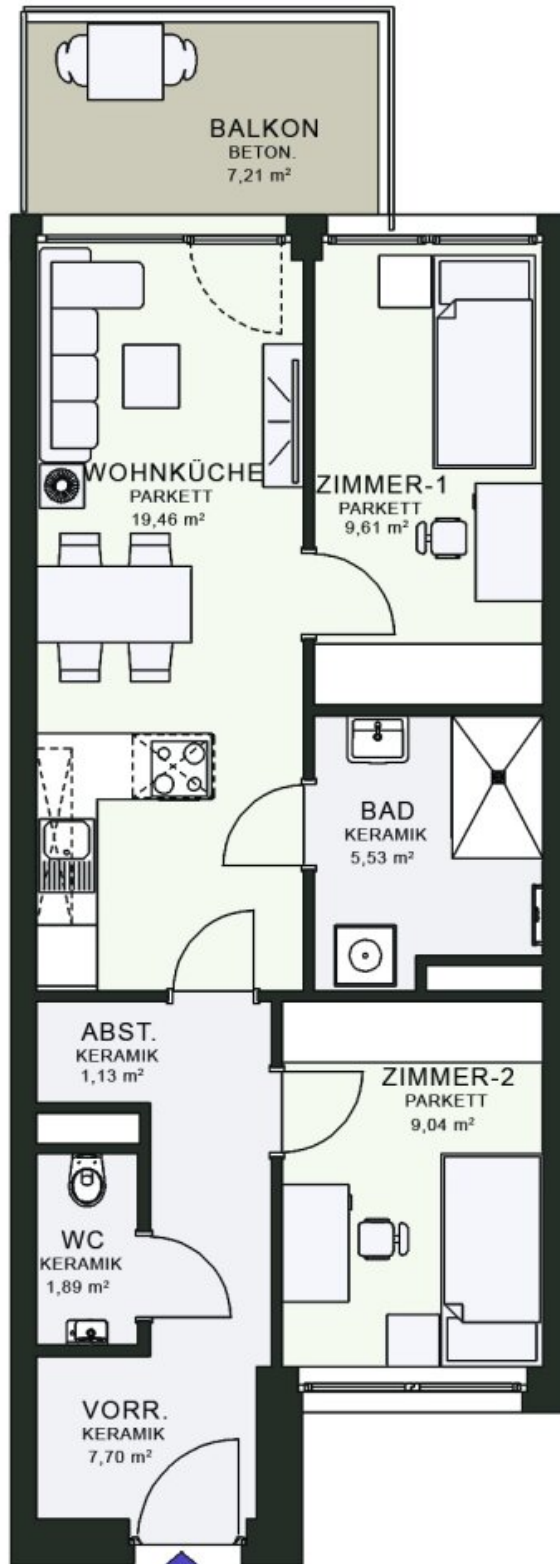 BALKON
BETON.
7,21 m²
WOHNKÜCHE
PARKETT
19,46 m²
ZIMMER-1
PARKETT
9,61 m²
BAD
KERAMIK
5,53 m²
ABST.
KERAMIK
1,13 m²
ZIMMER-2
PARKETT
9,04 m²
WC
KERAMIK
1,89 m²
VORR.
KERAMIK
7,70 m²